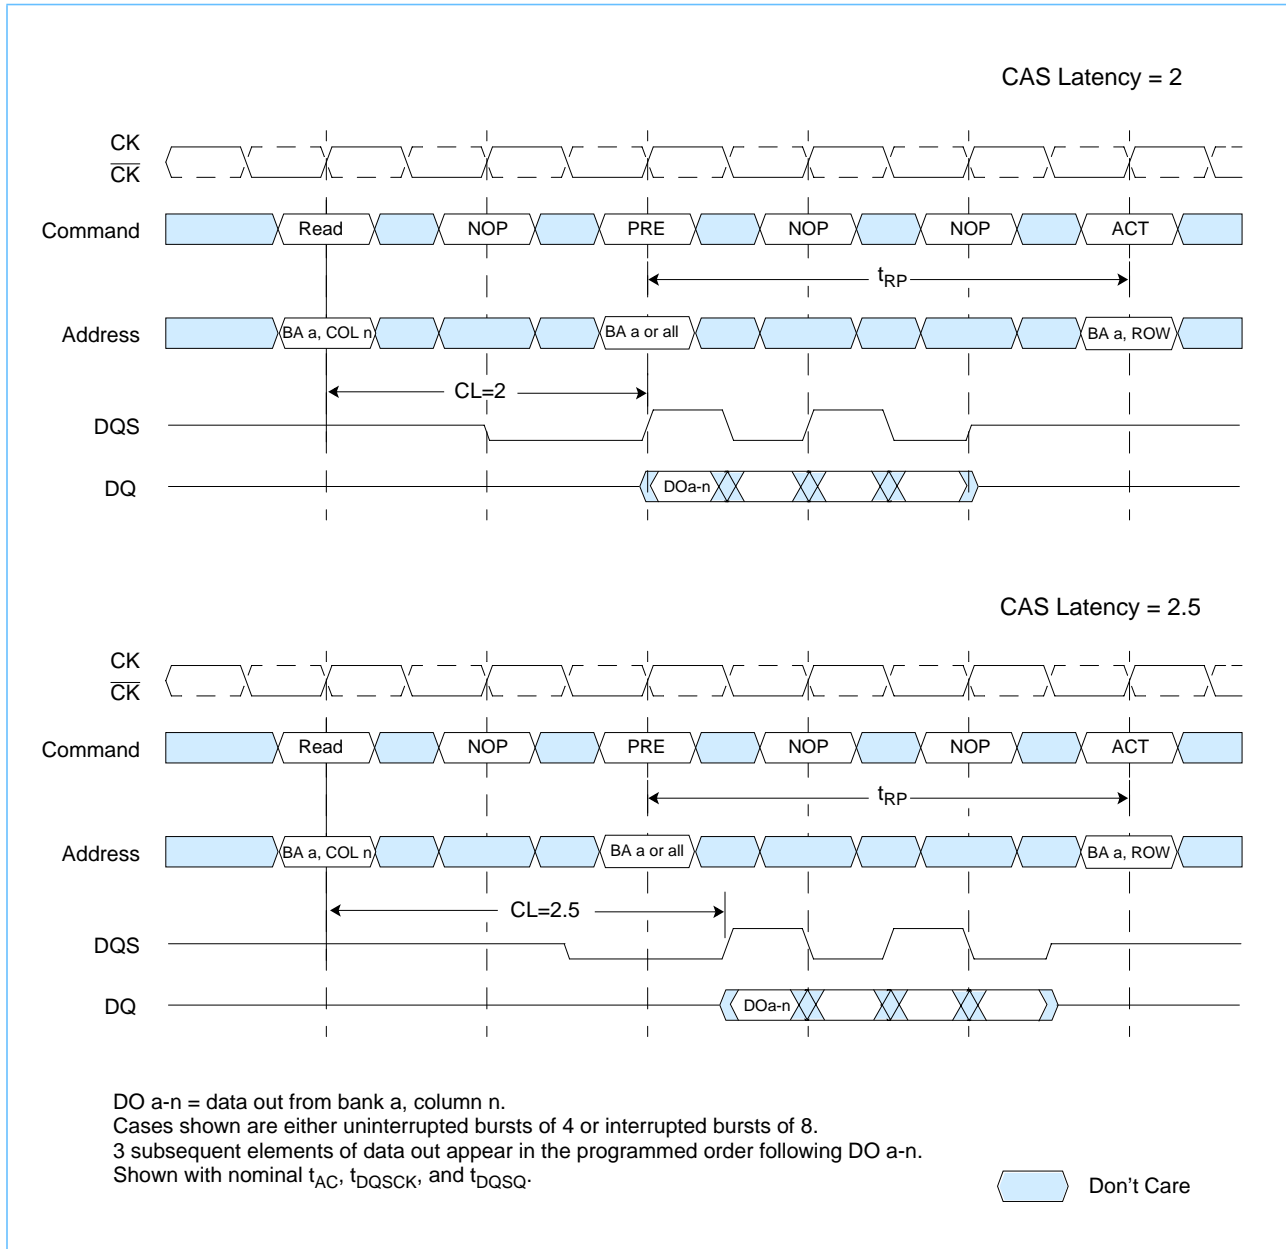 CAS Latency = 2
CK
CK
Command
Read NOP PRE NOP NOP ACT
tRP
Address
BA a, COL n BA a or all BA a, ROW
CL=2
DQS
DQ
DOa-n
CAS Latency = 2.5
CK
CK
Command
Read NOP PRE NOP NOP ACT
tRP
Address
BA a, COL n BA a or all BA a, ROW
CL=2.5
DQS
DQ
DOa-n
DO a-n = data out from bank a, column n.
Cases shown are either uninterrupted bursts of 4 or interrupted bursts of 8.
3 subsequent elements of data out appear in the programmed order following DO a-n.
Shown with nominal tAC, tDQSCK, and tDQSQ.
Don't Care